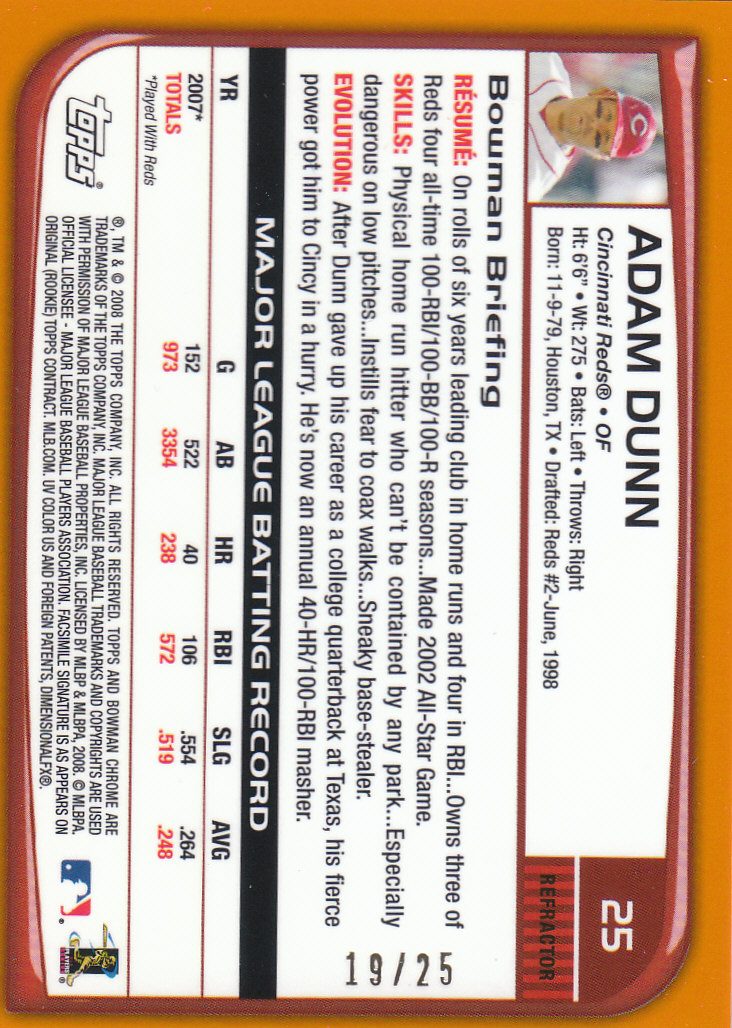 ADAM DUNN
Cincinnati Reds® • OF
Ht: 6'6" • Wt: 275 • Bats: Left • Throws: Right
Born: 11-9-79, Houston, TX • Drafted: Reds #2-June, 1998
25
REFRACTOR
Bowman Briefing
RÉSUMÉ: On rolls of six years leading club in home runs and four in RBI...Owns three of
Reds four all-time 100-RBI/100-BB/100-R seasons...Made 2002 All-Star Game.
SKILLS: Physical home run hitter who can't be contained by any park...Especially
dangerous on low pitches...Instills fear to coax walks...Sneaky base-stealer.
EVOLUTION: After Dunn gave up his career as a college quarterback at Texas, his fierce
power got him to Cincy in a hurry. He's now an annual 40-HR/100-RBI masher.
19/25
MAJOR LEAGUE BATTING RECORD
YR G AB HR RBI SLG AVG
2007* 152 522 40 106 .554 .264
TOTALS 973 3354 238 572 .519 .248
*Played With Reds
topps®
®, TM & © 2008 THE TOPPS COMPANY, INC. ALL RIGHTS RESERVED. TOPPS AND BOWMAN CHROME ARE
TRADEMARKS OF THE TOPPS COMPANY, INC. MAJOR LEAGUE BASEBALL TRADEMARKS AND COPYRIGHTS ARE USED
WITH PERMISSION OF MAJOR LEAGUE BASEBALL PROPERTIES, INC. LICENSED BY MLBP & MLBPA, 2008. © MLBPA.
OFFICIAL LICENSEE - MAJOR LEAGUE BASEBALL PLAYERS ASSOCIATION. FACSIMILE SIGNATURE IS AS APPEARS ON
ORIGINAL (ROOKIE) TOPPS CONTRACT. MLB.COM. UV COLOR US AND FOREIGN PATENTS, DIMENSIONALFX®.